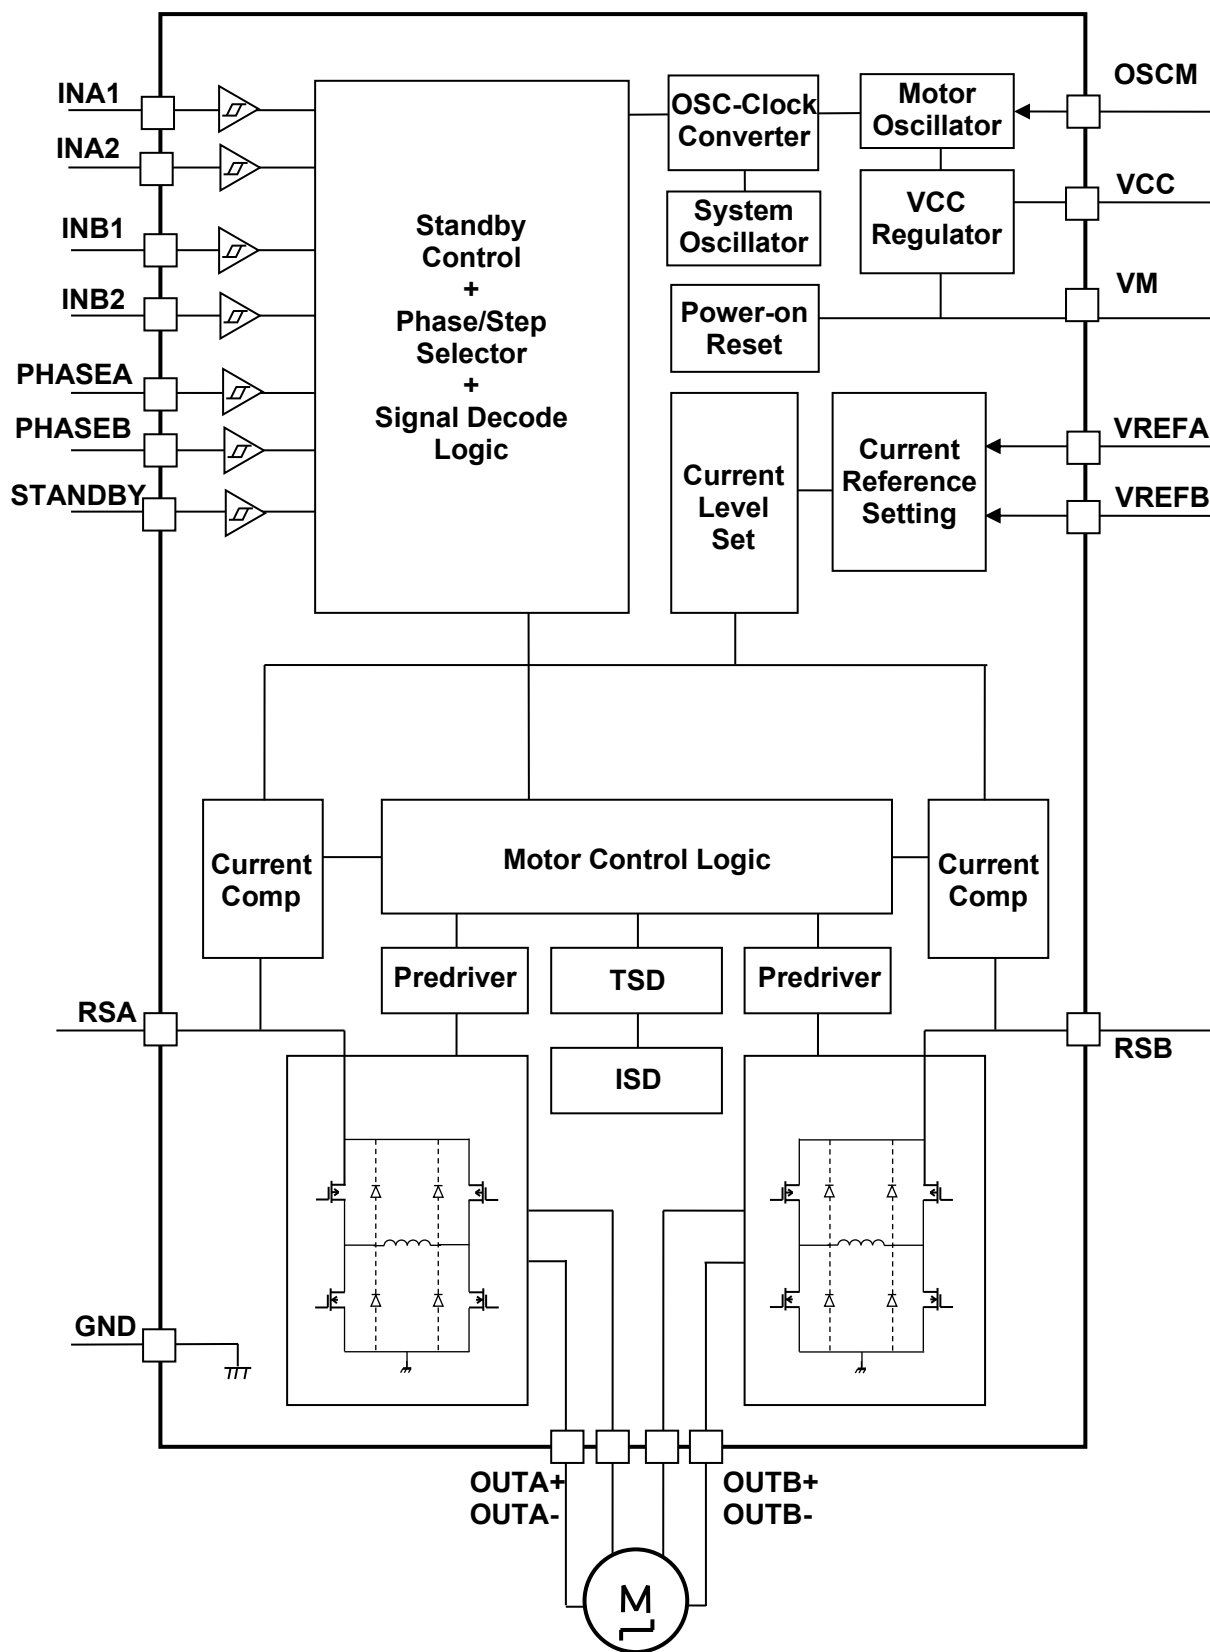 INA1
INA2
INB1
INB2
PHASEA
PHASEB
STANDBY
Standby
Control
+
Phase/Step
Selector
+
Signal Decode
Logic
OSC-Clock
Converter
Motor
Oscillator
System
Oscillator
VCC
Regulator
Power-on
Reset
Current
Level
Set
Current
Reference
Setting
OSCM
VCC
VM
VREFA
VREFB
Current
Comp
Motor Control Logic
Current
Comp
Predriver
TSD
Predriver
ISD
RSA
RSB
GND
OUTA+
OUTA-
OUTB+
OUTB-
M